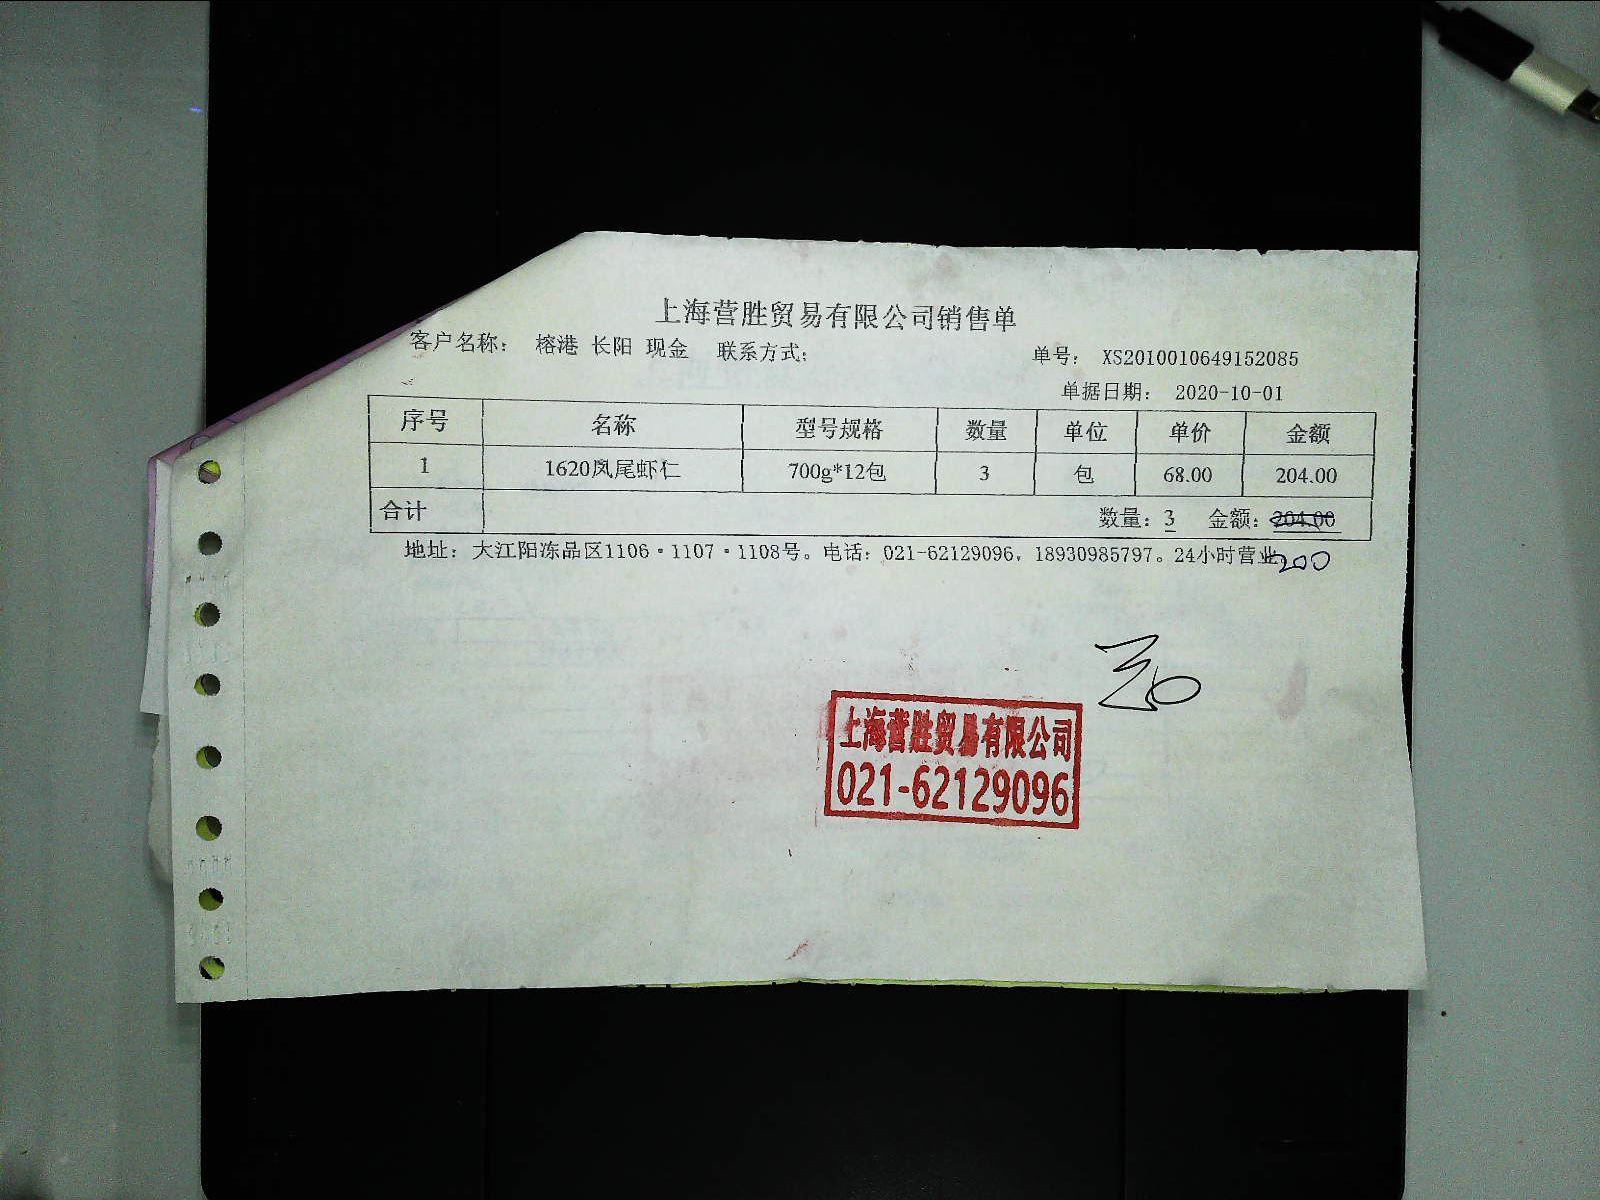 上海营胜贸易有限公司销售单
客户名称： 榕港 长阳 现金 联系方式： 单号： XS2010010649152085
单据日期： 2020-10-01
序号 名称 型号规格 数量 单位 单价 金额
1 1620凤尾虾仁 700g*12包 3 包 68.00 204.00
合计 数量：3 金额：204.00
地址：大江阳冻品区1106·1107·1108号。电话：021-62129096，18930985797。24小时营业
200
上海营胜贸易有限公司
021-62129096